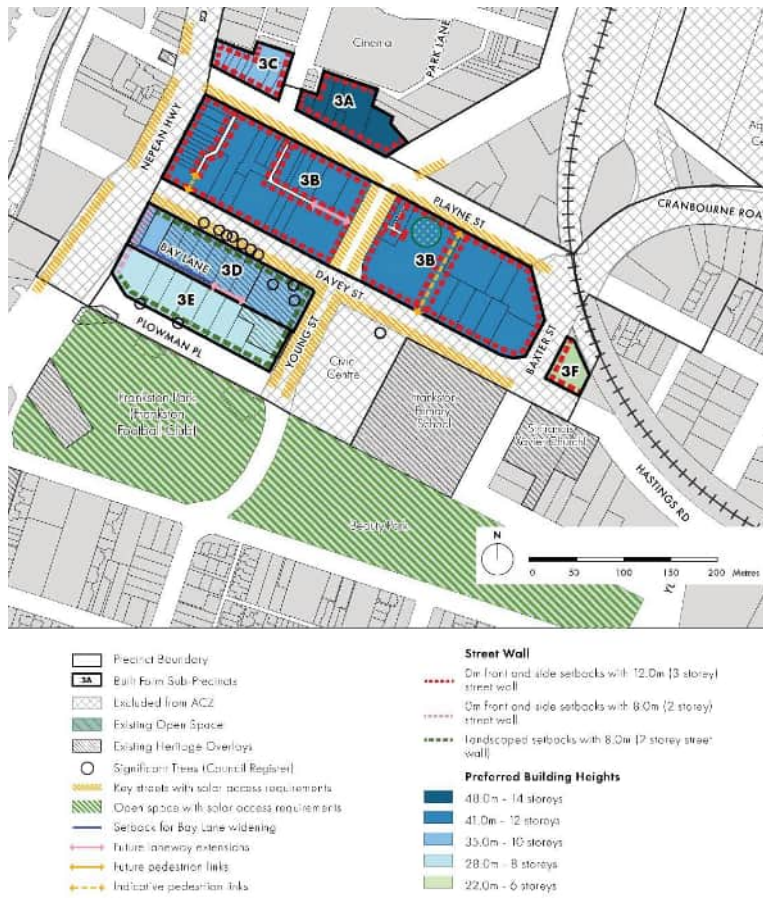 Cinema
PARK LANE
3C
3A
NEPEAN HWY
3B
PLAYNE ST
CRANBOURNE ROA
3B
3D
BAY LANE
DAVEY ST
3E
PLOWMAN PL
YOUNG ST
BAXTER ST
3F
Civic
Centre
Frankston
Primary
School
St Francis
Xavier Church
Frankston Park
(Frankston
Football Club)
HASTINGS RD
Beauty Park
N
0 50 100 150 200 Metres
Precinct Boundary
3A Built Form Sub-Precincts
Excluded from ACZ
Existing Open Space
Existing Heritage Overlays
Significant Trees (Council Register)
Key streets with solar access requirements
Open space with solar access requirements
Setback for Bay Lane widening
Future laneway extensions
Future pedestrian links
Indicative pedestrian links
Street Wall
0m front and side setbacks with 12.0m (3 storey)
street wall
0m front and side setbacks with 8.0m (2 storey)
street wall
Landscaped setbacks with 8.0m (2 storey street
wall)
Preferred Building Heights
48.0m - 14 storeys
41.0m - 12 storeys
35.0m - 10 storeys
28.0m - 8 storeys
22.0m - 6 storeys